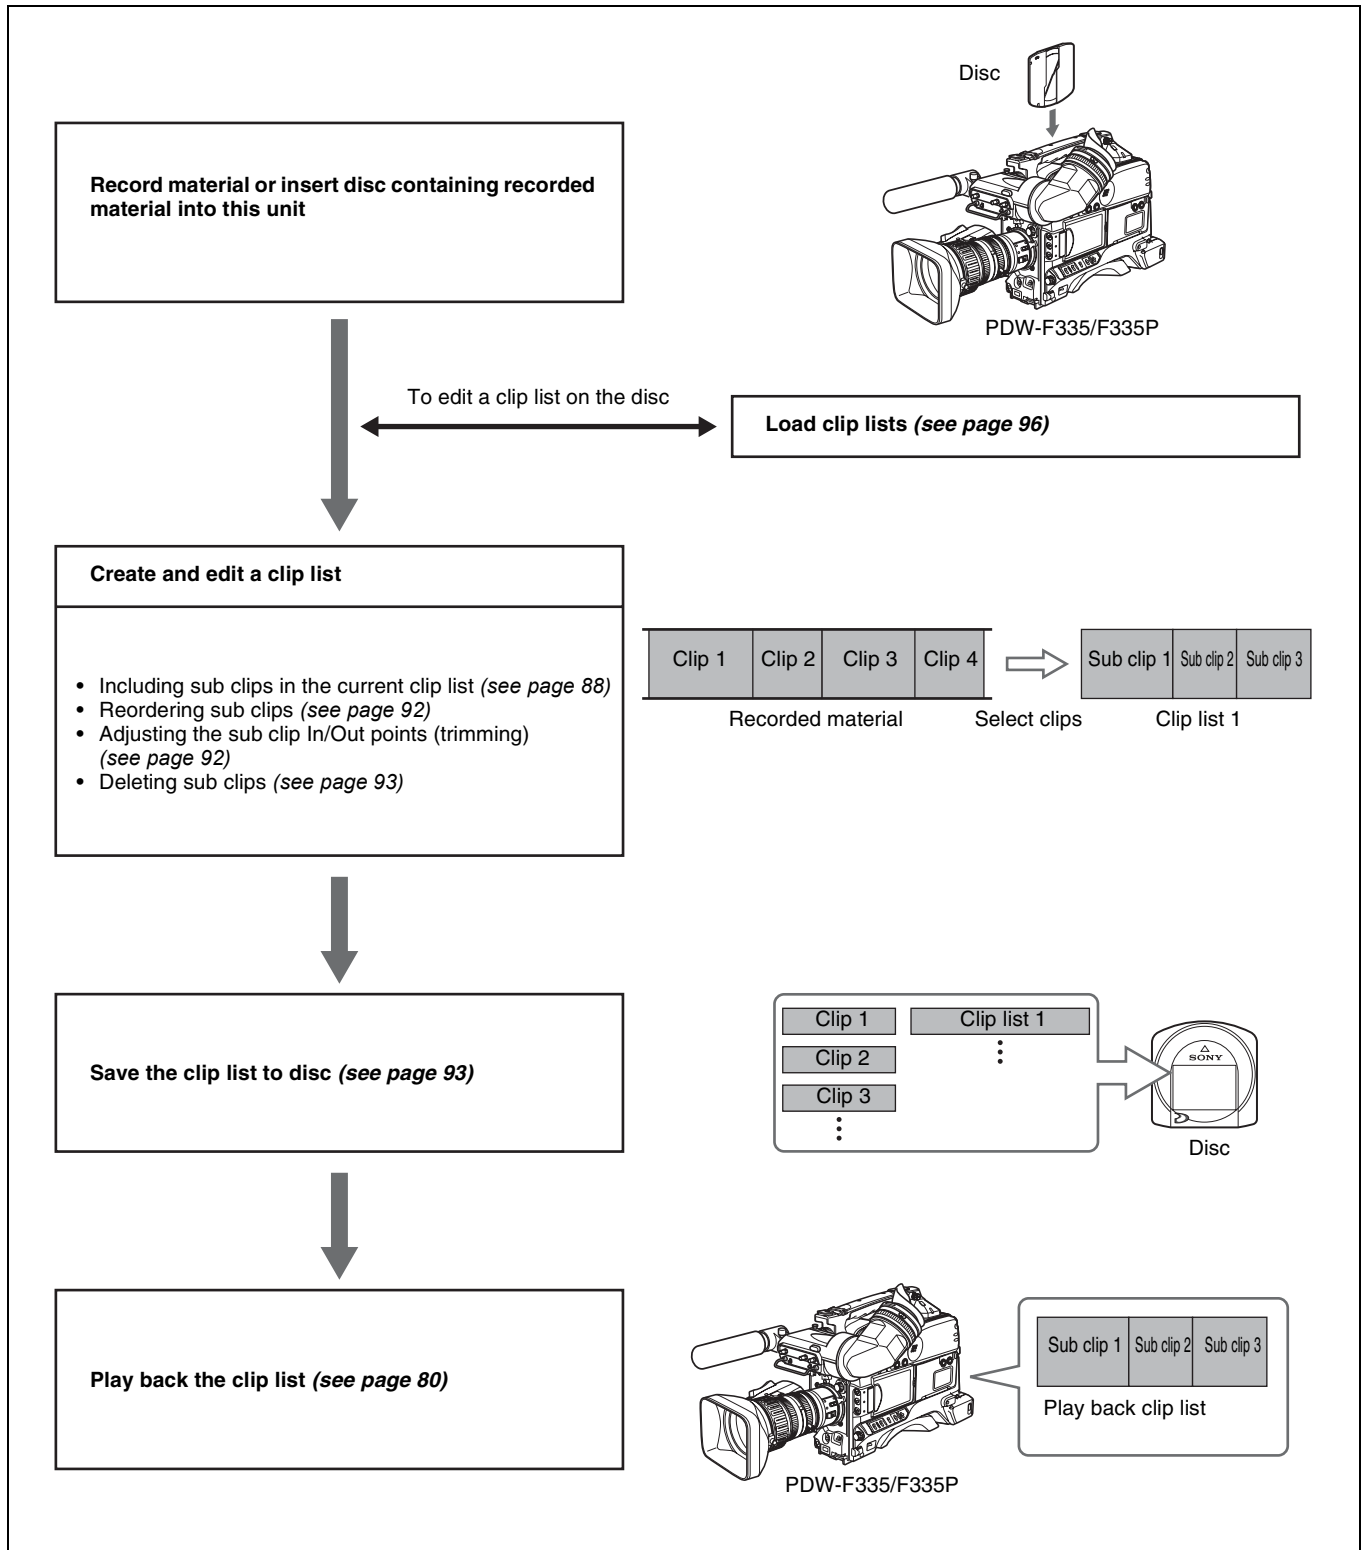 Disc
Record material or insert disc containing recorded
material into this unit
PDW-F335/F335P
To edit a clip list on the disc
Load clip lists (see page 96)
Create and edit a clip list
• Including sub clips in the current clip list (see page 88)
• Reordering sub clips (see page 92)
• Adjusting the sub clip In/Out points (trimming)
(see page 92)
• Deleting sub clips (see page 93)
Clip 1 Clip 2 Clip 3 Clip 4
Sub clip 1 Sub clip 2 Sub clip 3
Recorded material
Select clips
Clip list 1
Save the clip list to disc (see page 93)
Clip 1
Clip list 1
Clip 2
Clip 3
SONY
Disc
Play back the clip list (see page 80)
Sub clip 1 Sub clip 2 Sub clip 3
Play back clip list
PDW-F335/F335P